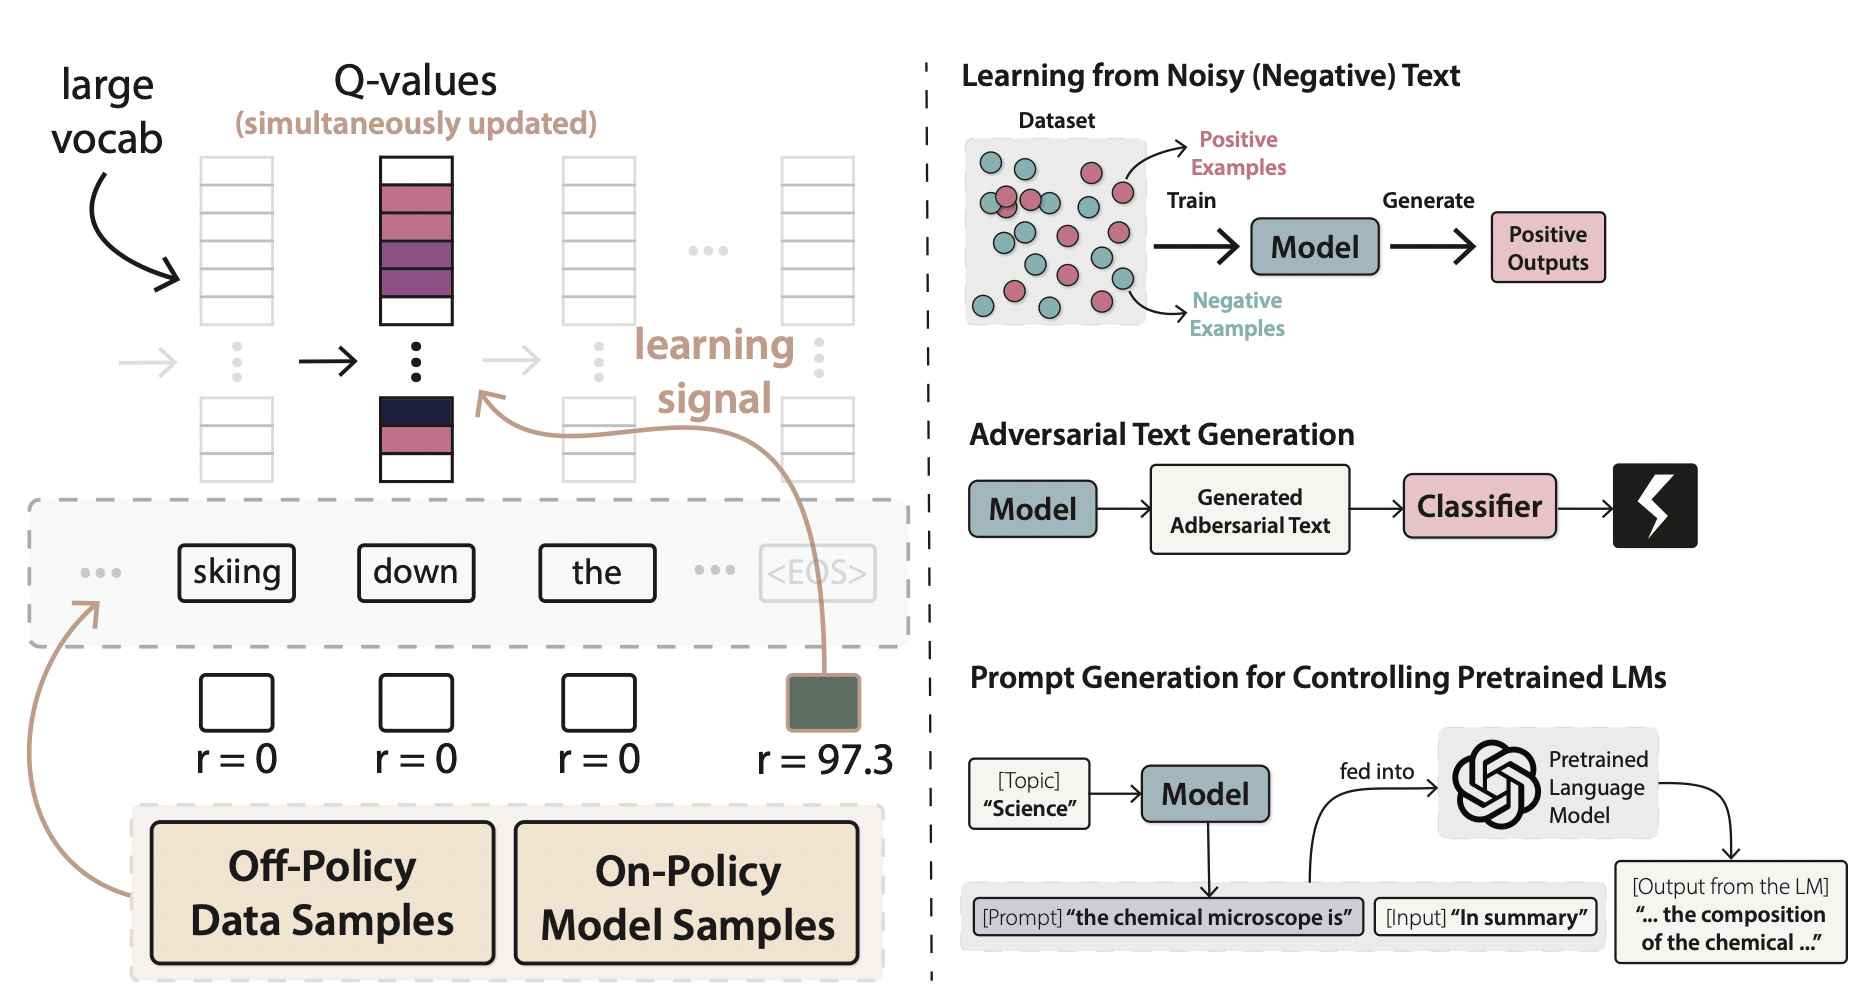 large
vocab
Q-values
(simultaneously updated)
learning
signal
skiing
down
the
<EOS>
r = 0
r = 0
r = 0
r = 97.3
Off-Policy
Data Samples
On-Policy
Model Samples
Learning from Noisy (Negative) Text
Dataset
Positive
Examples
Negative
Examples
Train
Model
Generate
Positive
Outputs
Adversarial Text Generation
Model
Generated
Adbersarial Text
Classifier
Prompt Generation for Controlling Pretrained LMs
[Topic]
“Science”
Model
fed into
Pretrained
Language
Model
[Prompt] “the chemical microscope is”
[Input] “In summary”
[Output from the LM]
“... the composition
of the chemical ...”